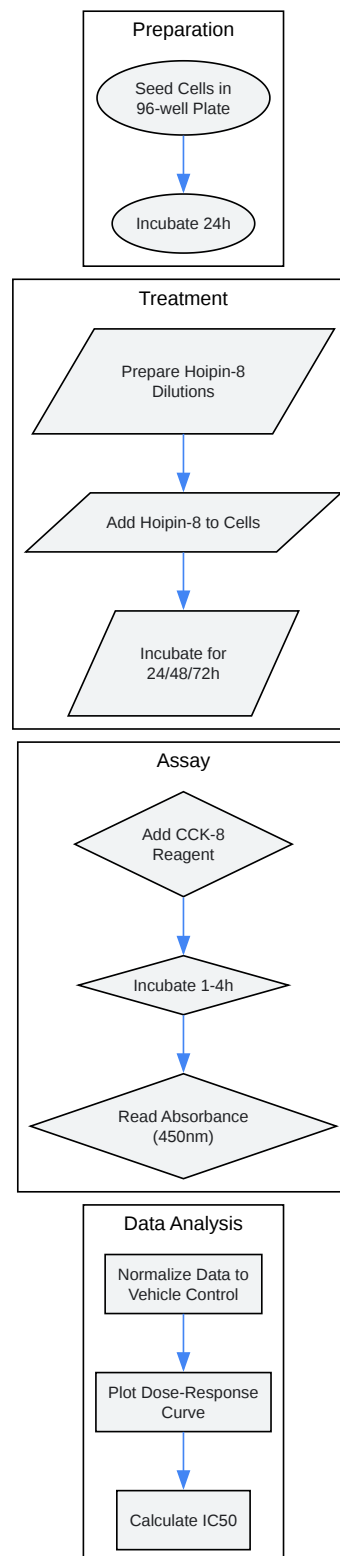 Preparation
Seed Cells in
96-well Plate
Incubate 24h
Treatment
Prepare Hoipin-8
Dilutions
Add Hoipin-8 to Cells
Incubate for
24/48/72h
Assay
Add CCK-8
Reagent
Incubate 1-4h
Read Absorbance
(450nm)
Data Analysis
Normalize Data to
Vehicle Control
Plot Dose-Response
Curve
Calculate IC50